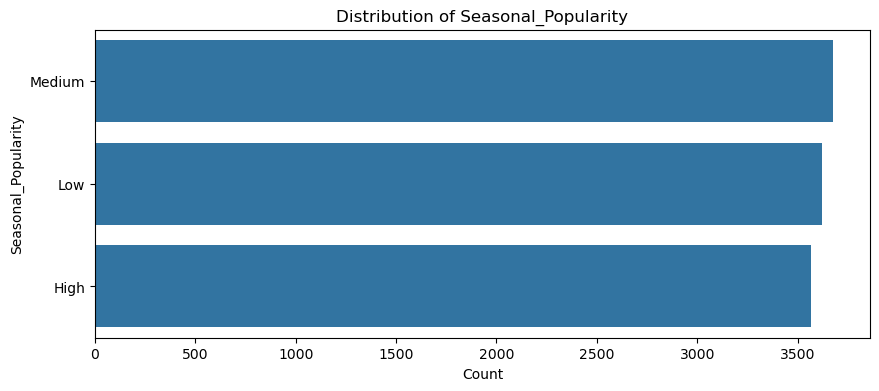 Distribution of Seasonal_Popularity
Seasonal_Popularity
Medium
Low
High
0 500 1000 1500 2000 2500 3000 3500
Count